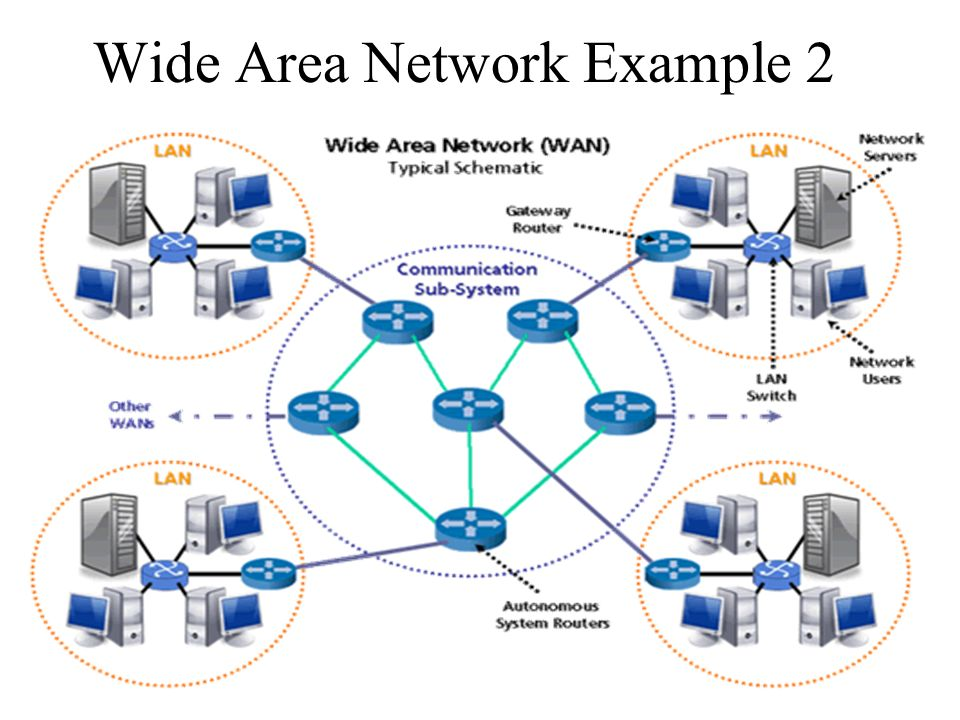 Wide Area Network Example 2
Wide Area Network (WAN)
Typical Schematic
LAN
LAN
Network
Servers
Gateway
Router
Communication
Sub-System
Network
Users
LAN
Switch
Other
WANs
LAN
LAN
Autonomous
System Routers